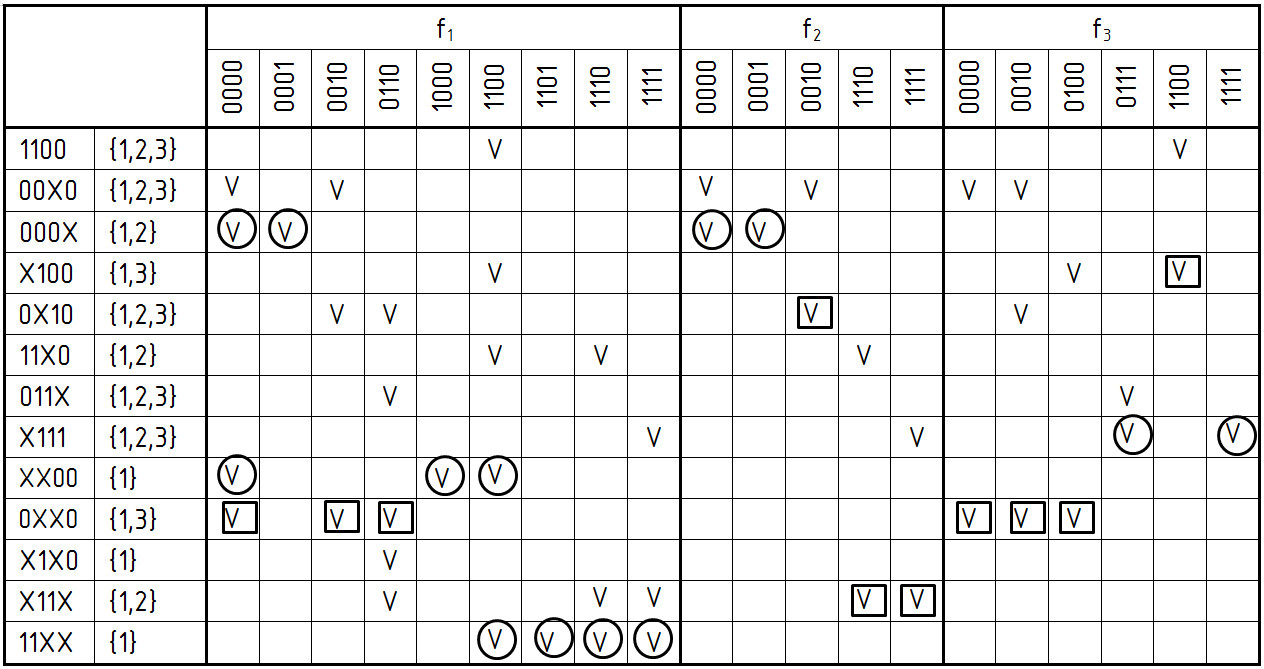 f1 f2 f3
0000 0001 0010 0110 1000 1100 1101 1110 1111 0000 0001 0010 1110 1111 0000 0010 0100 0111 1100 1111
1100 {1,2,3} V V
00X0 {1,2,3} V V V V V V
000X {1,2} V V V V
X100 {1,3} V V V
0X10 {1,2,3} V V V V
11X0 {1,2} V V V
011X {1,2,3} V V
X111 {1,2,3} V V V V
XX00 {1} V V V
0XX0 {1,3} V V V V V V
X1X0 {1} V
X11X {1,2} V V V V V
11XX {1} V V V V